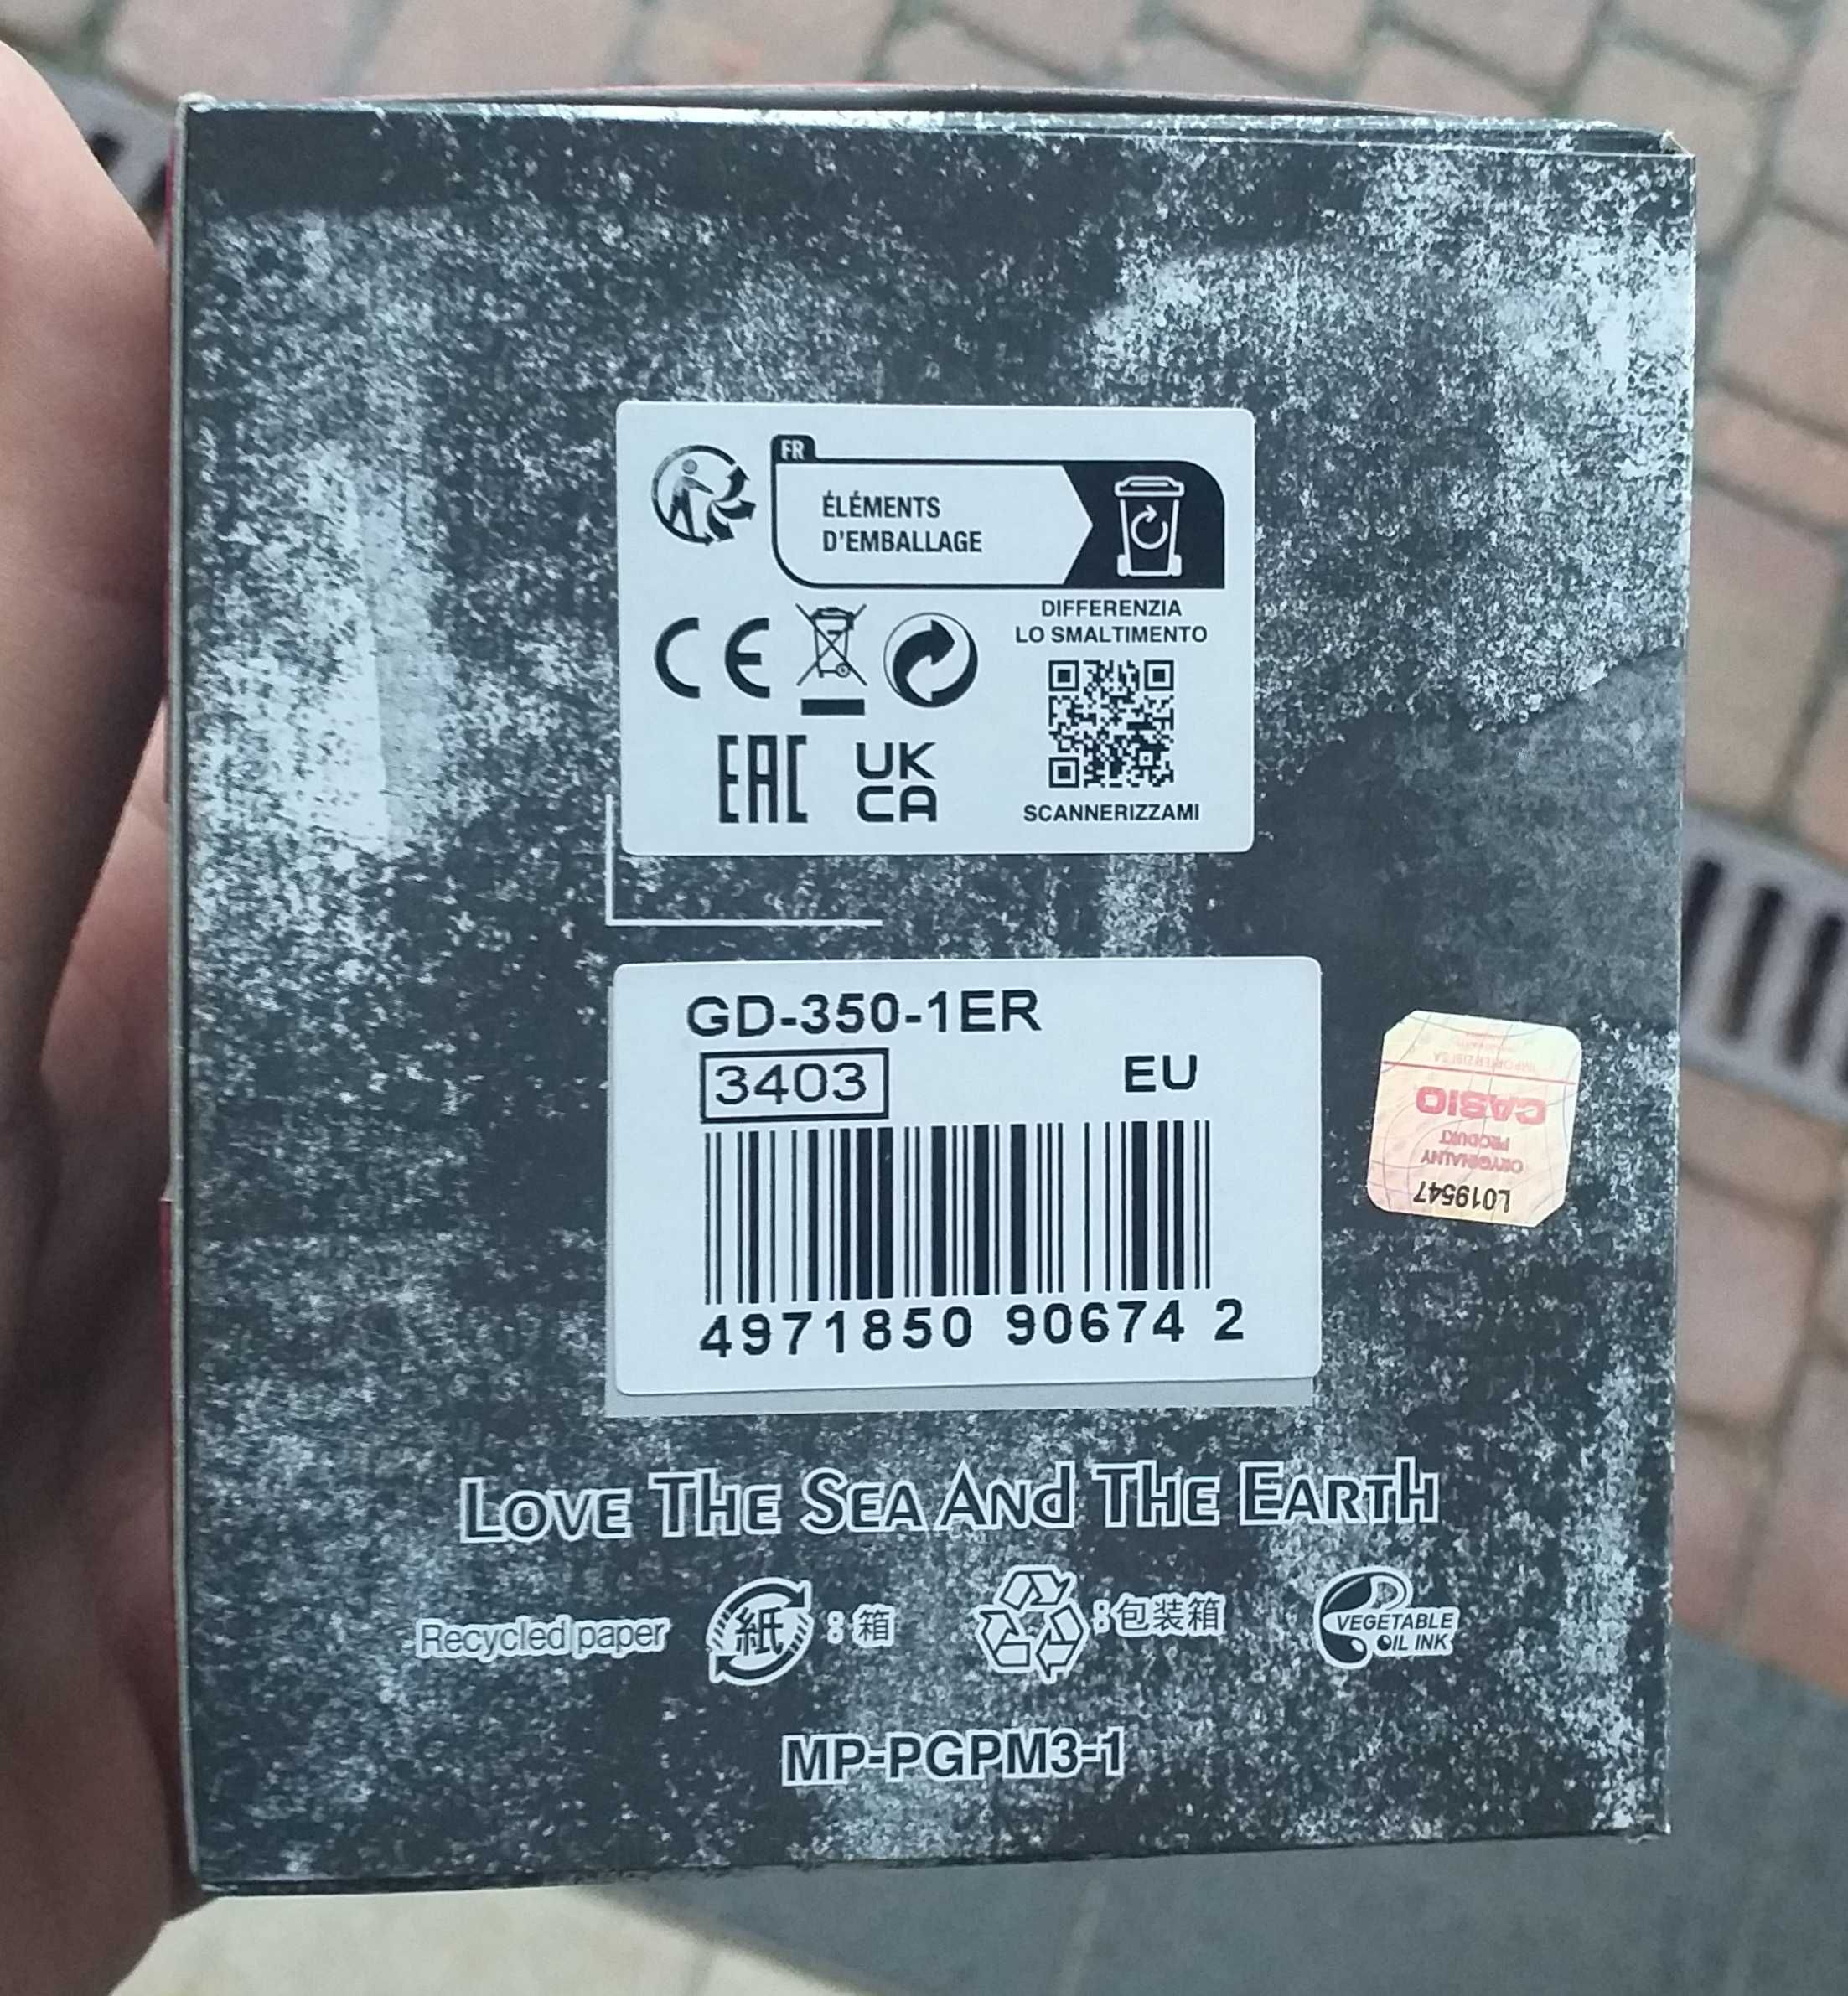 FR
ÉLÉMENTS
D'EMBALLAGE
DIFFERENZIA
LO SMALTIMENTO
CE
EAC
UK
CA
SCANNERIZZAMI
GD-350-1ER
3403
EU
4971850 90674 2
CASIO
PRODUKT
ORYGINALNY
L019547
LOVE THE SEA AND THE EARTH
Recycled paper
紙
:箱
:包装箱
VEGETABLE
OIL INK
MP-PGPM3-1